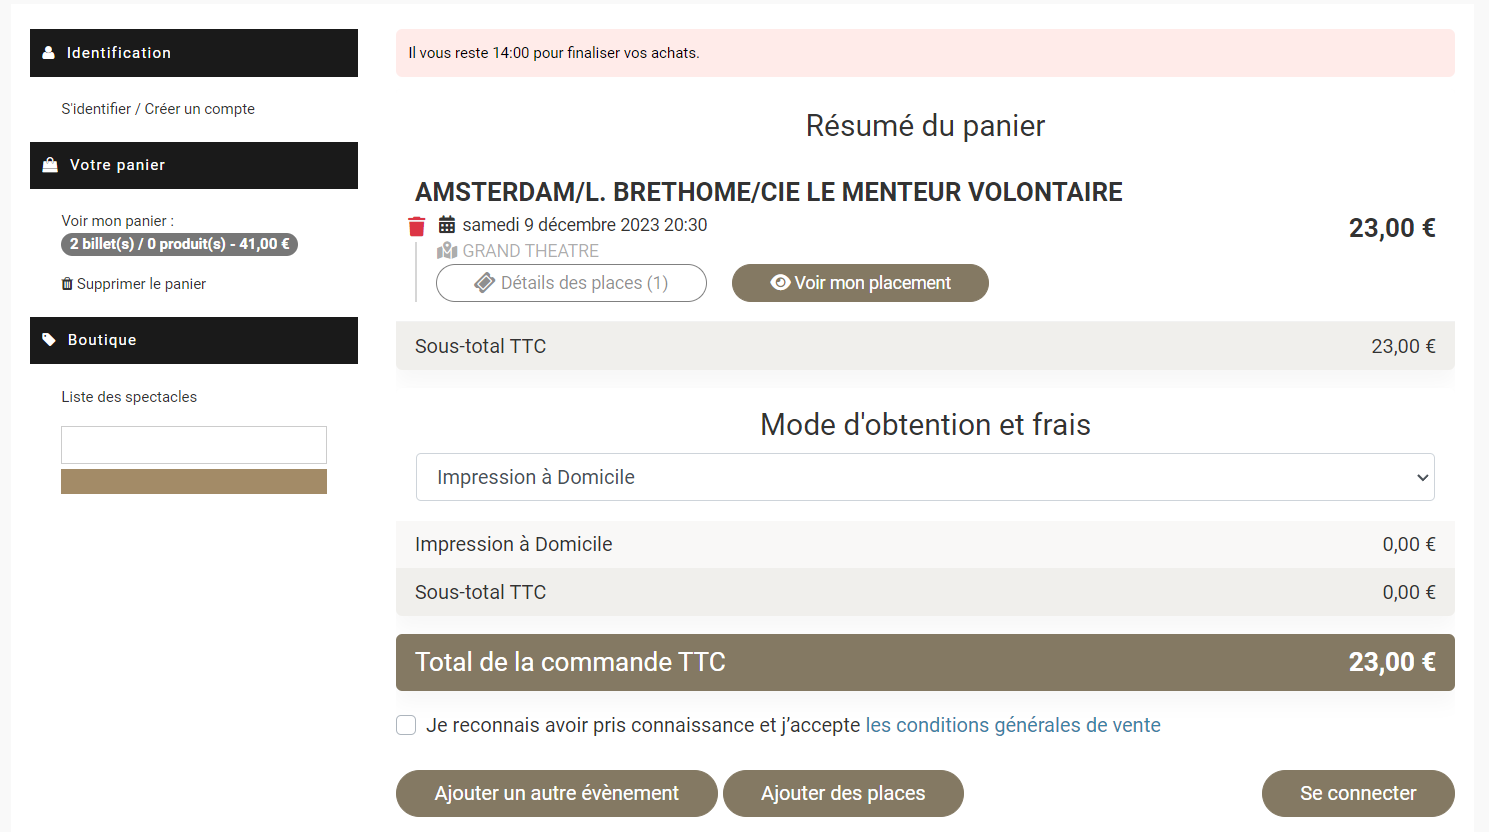 Identification
S'identifier / Créer un compte
Votre panier
Voir mon panier :
2 billet(s) / 0 produit(s) - 41,00 €
Supprimer le panier
Boutique
Liste des spectacles
Il vous reste 14:00 pour finaliser vos achats.
Résumé du panier
AMSTERDAM/L. BRETHOME/CIE LE MENTEUR VOLONTAIRE
samedi 9 décembre 2023 20:30
23,00 €
GRAND THEATRE
Détails des places (1)
Voir mon placement
Sous-total TTC 23,00 €
Mode d'obtention et frais
Impression à Domicile
Impression à Domicile 0,00 €
Sous-total TTC 0,00 €
Total de la commande TTC 23,00 €
Je reconnais avoir pris connaissance et j’accepte les conditions générales de vente
Ajouter un autre évènement
Ajouter des places
Se connecter